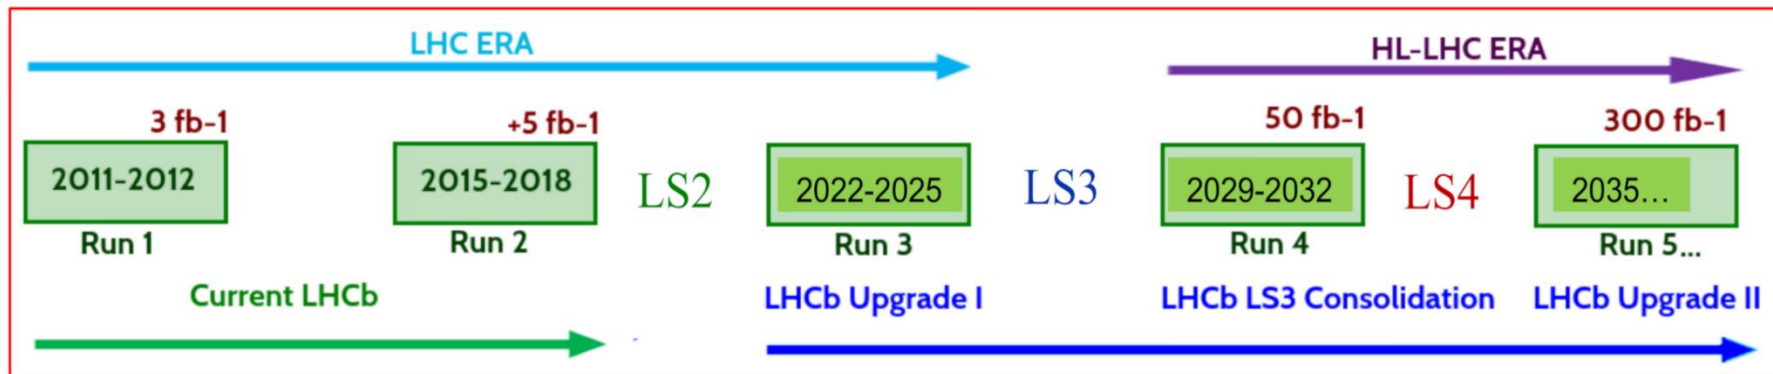 LHC ERA
HL-LHC ERA
3 fb-1
+5 fb-1
50 fb-1
300 fb-1
2011-2012
2015-2018
LS2
2022-2025
LS3
2029-2032
LS4
2035…
Run 1
Run 2
Run 3
Run 4
Run 5...
Current LHCb
LHCb Upgrade I
LHCb LS3 Consolidation
LHCb Upgrade II